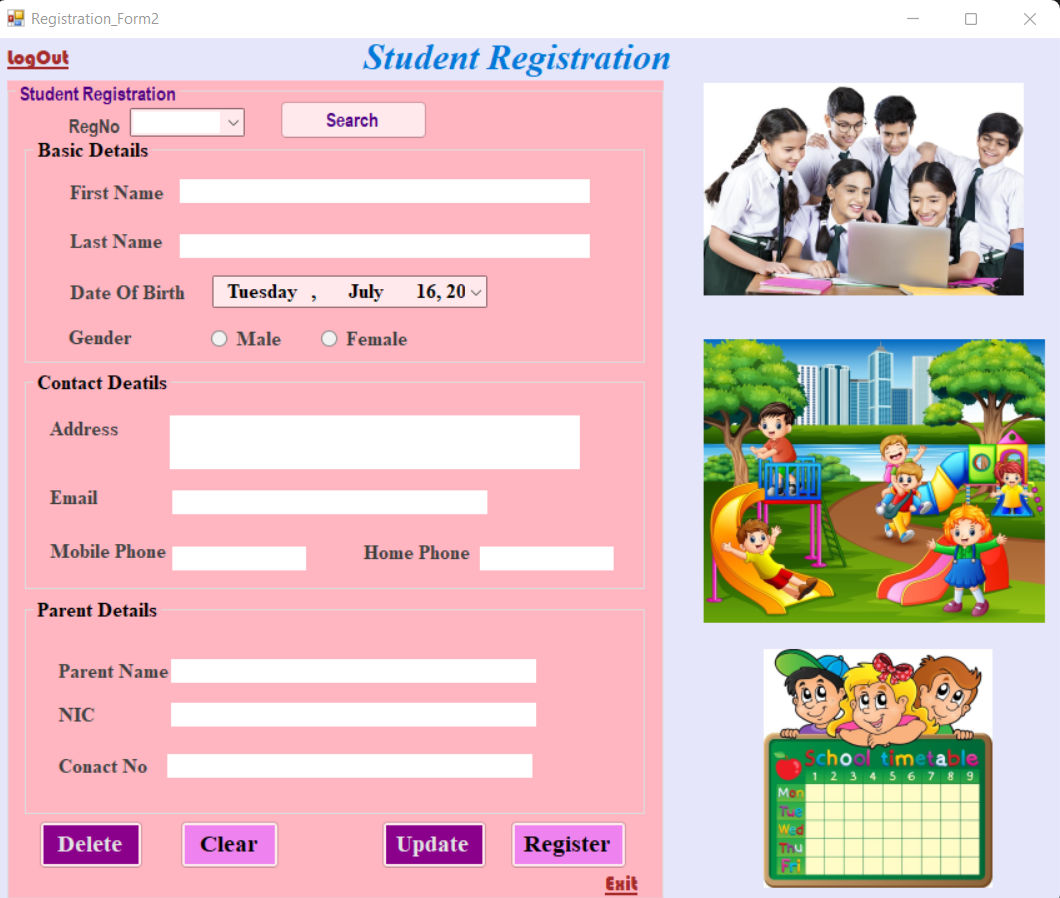 Registration_Form2
LogOut
Student Registration
Student Registration
RegNo
Search
Basic Details
First Name
Last Name
Date Of Birth
Tuesday , July 16, 20
Gender
Male
Female
Contact Deatils
Address
Email
Mobile Phone
Home Phone
Parent Details
Parent Name
NIC
Conact No
Delete
Clear
Update
Register
Exit
School timetable
1 2 3 4 5 6 7 8 9
Mon
Tue
Wed
Thu
Fri